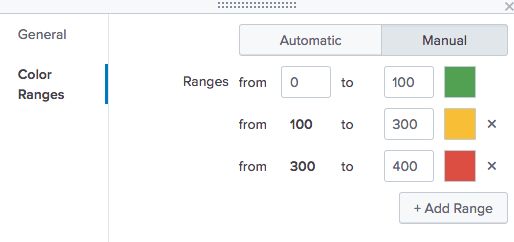 General
Color
Ranges
Automatic Manual
Ranges from 0 to 100
from 100 to 300 ×
from 300 to 400 ×
+ Add Range